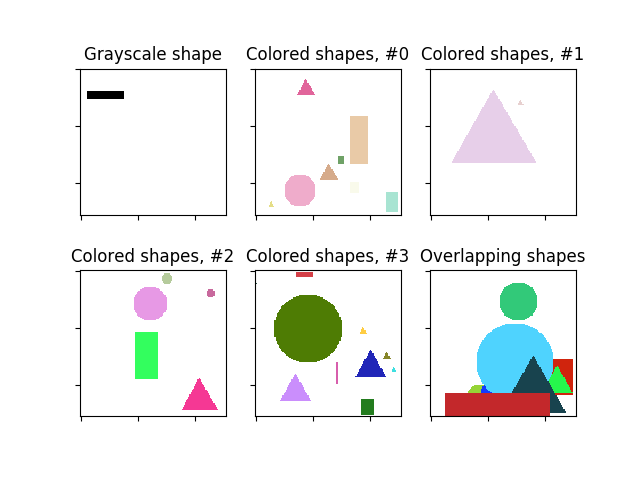 Grayscale shape
Colored shapes, #0
Colored shapes, #1
Colored shapes, #2
Colored shapes, #3
Overlapping shapes